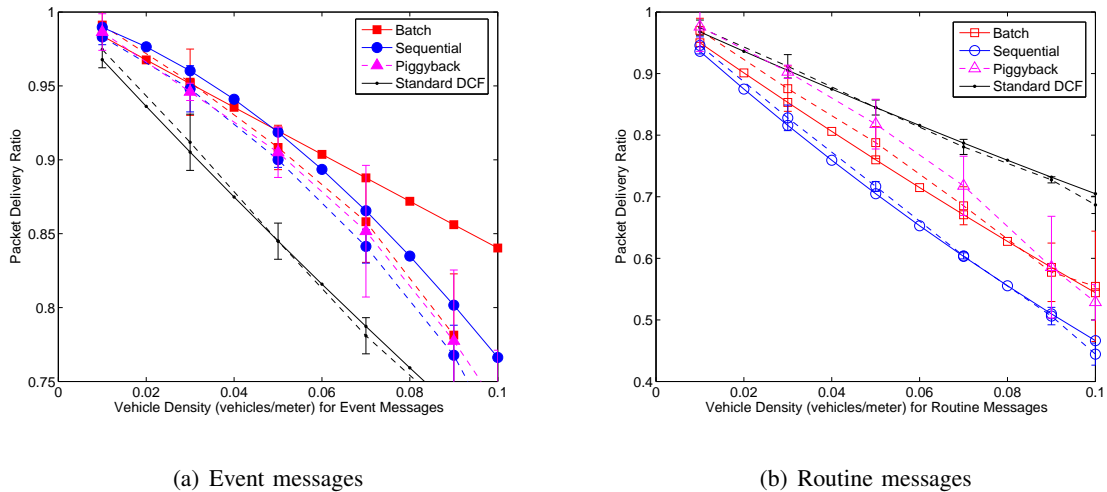 1
0.95
0.9
0.85
0.8
0.75
0
0.02
0.04
0.06
0.08
0.1
Packet Delivery Ratio
Vehicle Density (vehicles/meter) for Event Messages
Batch
Sequential
Piggyback
Standard DCF
(a) Event messages
1
0.9
0.8
0.7
0.6
0.5
0.4
0
0.02
0.04
0.06
0.08
0.1
Packet Delivery Ratio
Vehicle Density (vehicles/meter) for Routine Messages
Batch
Sequential
Piggyback
Standard DCF
(b) Routine messages